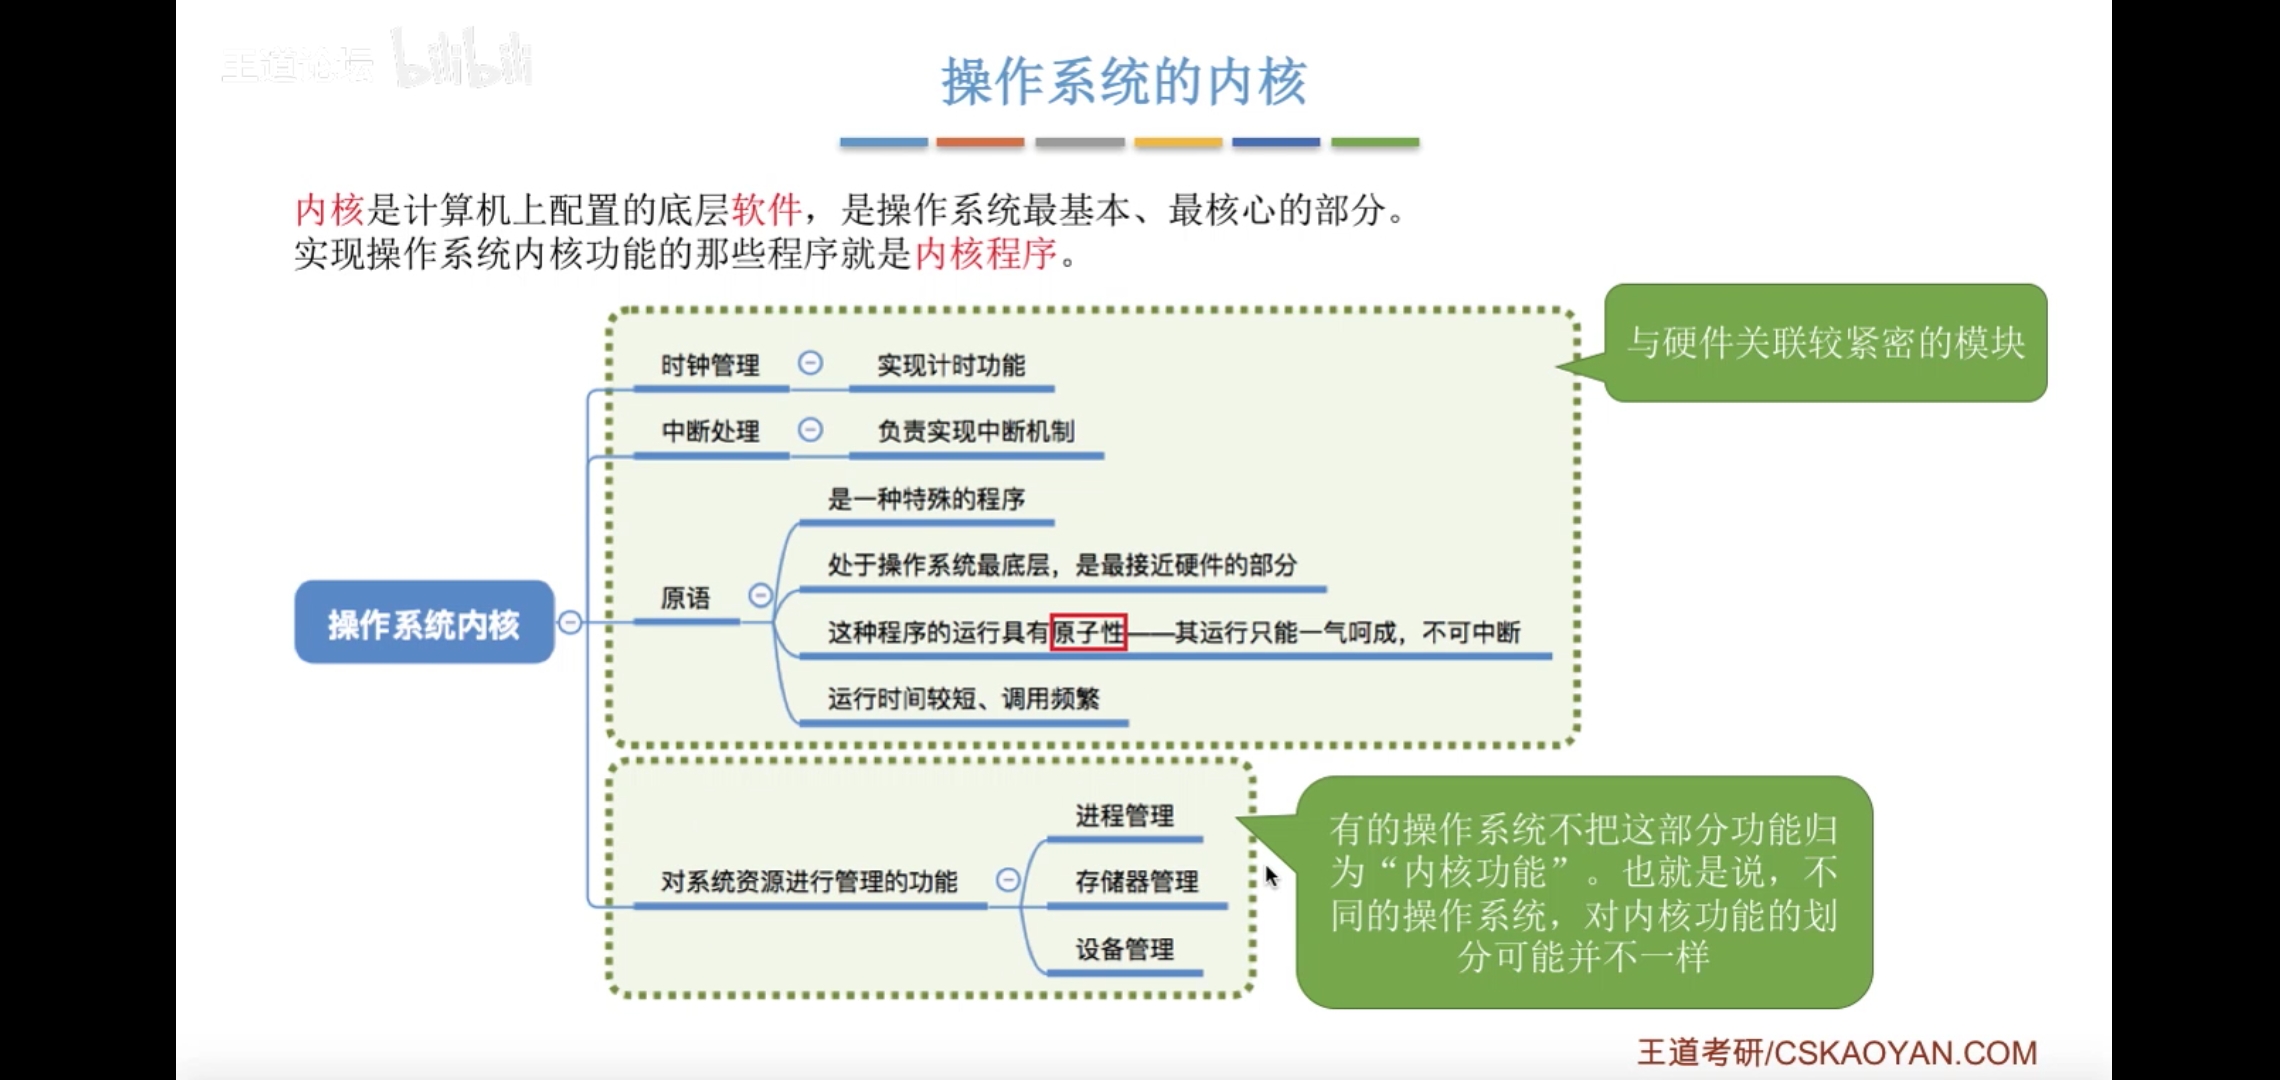 王道论坛 bilibili
操作系统的内核
内核是计算机上配置的底层软件，是操作系统最基本、最核心的部分。
实现操作系统内核功能的那些程序就是内核程序。
与硬件关联较紧密的模块
时钟管理
实现计时功能
中断处理
负责实现中断机制
是一种特殊的程序
处于操作系统最底层，是最接近硬件的部分
原语
这种程序的运行具有原子性——其运行只能一气呵成，不可中断
运行时间较短、调用频繁
操作系统内核
进程管理
对系统资源进行管理的功能
存储器管理
设备管理
有的操作系统不把这部分功能归
为“内核功能”。也就是说，不
同的操作系统，对内核功能的划
分可能并不一样
王道考研/CSKAOYAN.COM